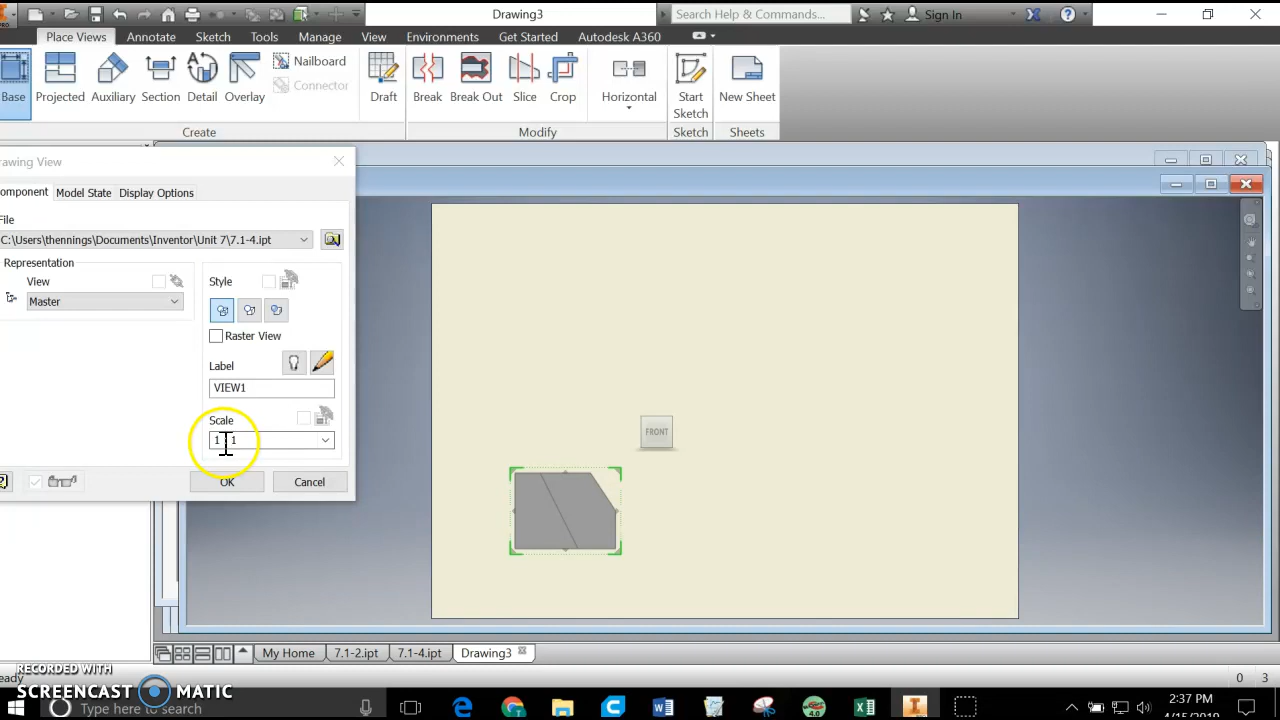 PRO
Drawing3
Search Help & Commands...
Sign In
Place Views
Annotate
Sketch
Tools
Manage
View
Environments
Get Started
Autodesk A360
Base
Projected
Auxiliary
Section
Detail
Overlay
Nailboard
Connector
Draft
Break
Break Out
Slice
Crop
Horizontal
Start
Sketch
New Sheet
Create
Modify
Sketch
Sheets
rawing View
omponent
Model State
Display Options
File
C:\Users\thennings\Documents\Inventor\Unit 7\7.1-4.ipt
Representation
View
Master
Style
Raster View
Label
VIEW1
Scale
1 : 1
OK
Cancel
FRONT
My Home
7.1-2.ipt
7.1-4.ipt
Drawing3
eady
0
3
RECORDED WITH
SCREENCAST MATIC
Type here to search
2:37 PM